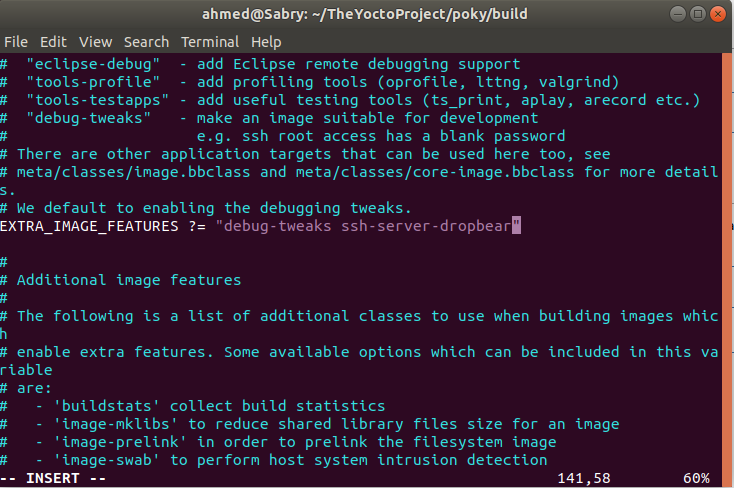 ahmed@Sabry: ~/TheYoctoProject/poky/build
File Edit View Search Terminal Help
#  "eclipse-debug"  - add Eclipse remote debugging support
#  "tools-profile"  - add profiling tools (oprofile, lttng, valgrind)
#  "tools-testapps" - add useful testing tools (ts_print, aplay, arecord etc.)
#  "debug-tweaks"   - make an image suitable for development
#                     e.g. ssh root access has a blank password
# There are other application targets that can be used here too, see
# meta/classes/image.bbclass and meta/classes/core-image.bbclass for more detail
s.
# We default to enabling the debugging tweaks.
EXTRA_IMAGE_FEATURES ?= "debug-tweaks ssh-server-dropbear"
#
# Additional image features
#
# The following is a list of additional classes to use when building images whic
h
# enable extra features. Some available options which can be included in this va
riable
# are:
#   - 'buildstats' collect build statistics
#   - 'image-mklibs' to reduce shared library files size for an image
#   - 'image-prelink' in order to prelink the filesystem image
#   - 'image-swab' to perform host system intrusion detection
-- INSERT -- 141,58 60%